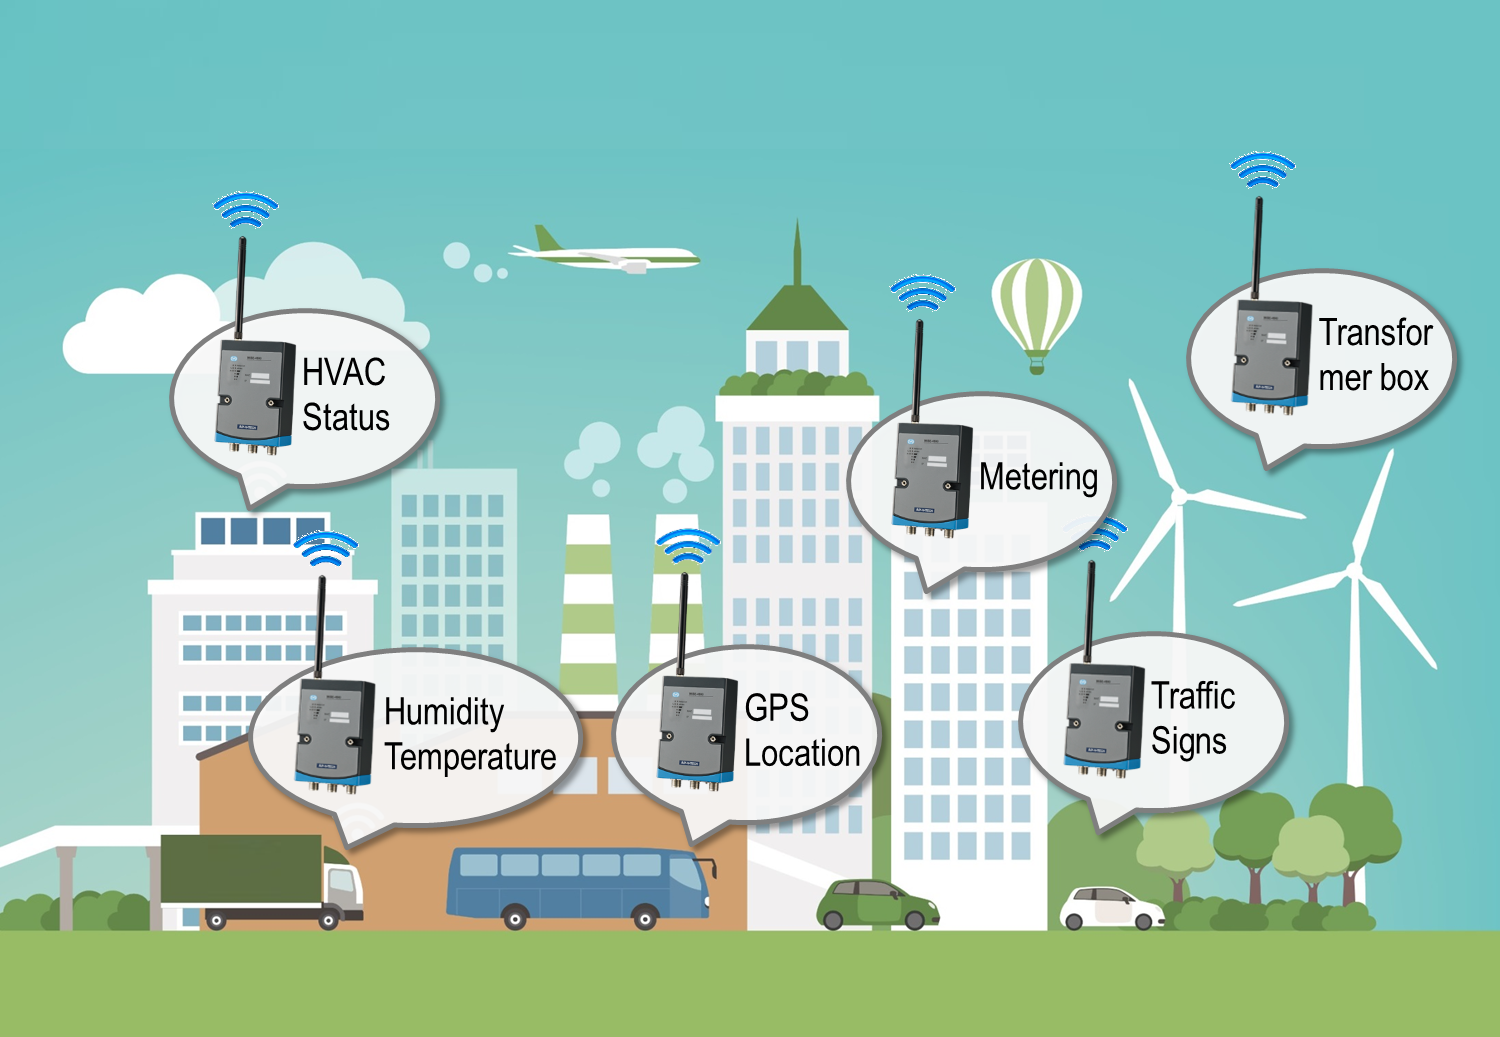 HVAC
Status
Transfor
mer box
Metering
Humidity
Temperature
GPS
Location
Traffic
Signs